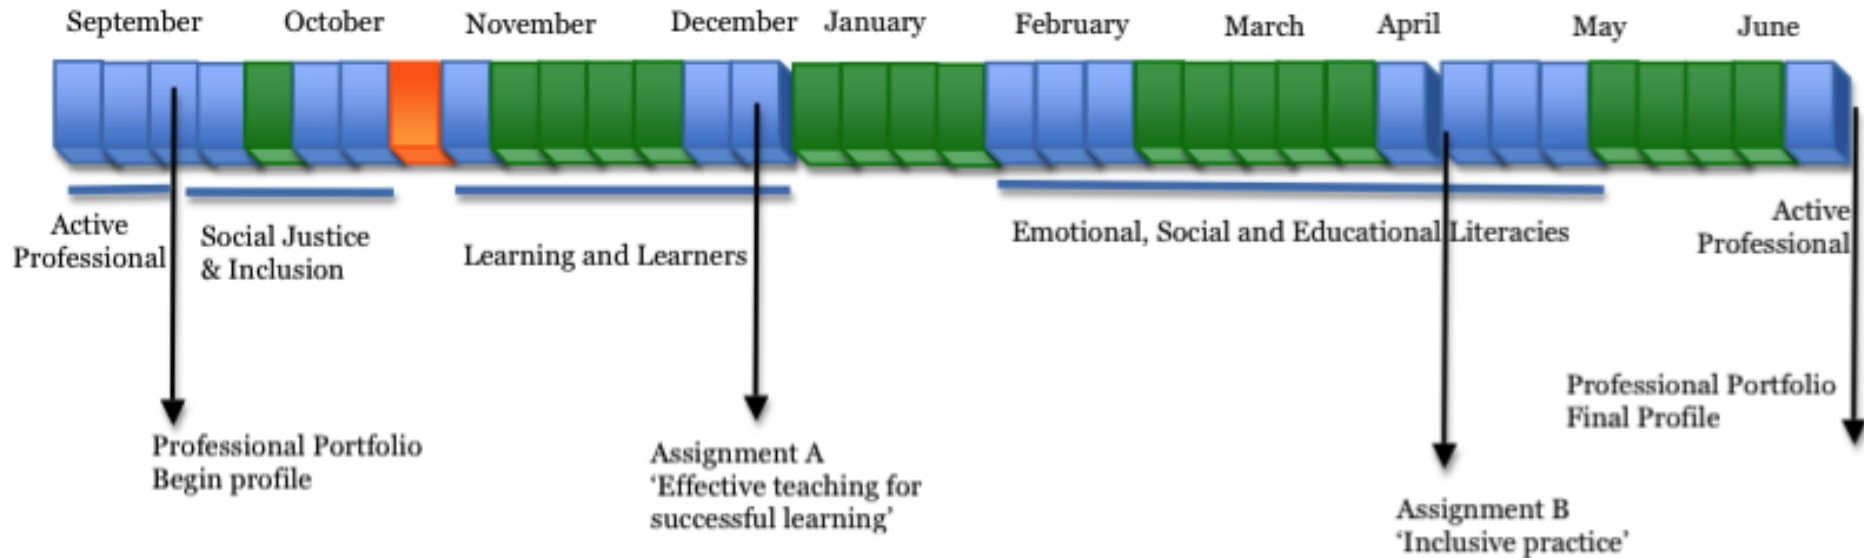 September
October
November
December
January
February
March
April
May
June
Active
Professional
Social Justice
& Inclusion
Learning and Learners
Emotional, Social and Educational Literacies
Active
Professional
Professional Portfolio
Begin profile
Assignment A
‘Effective teaching for
successful learning’
Professional Portfolio
Final Profile
Assignment B
‘Inclusive practice’